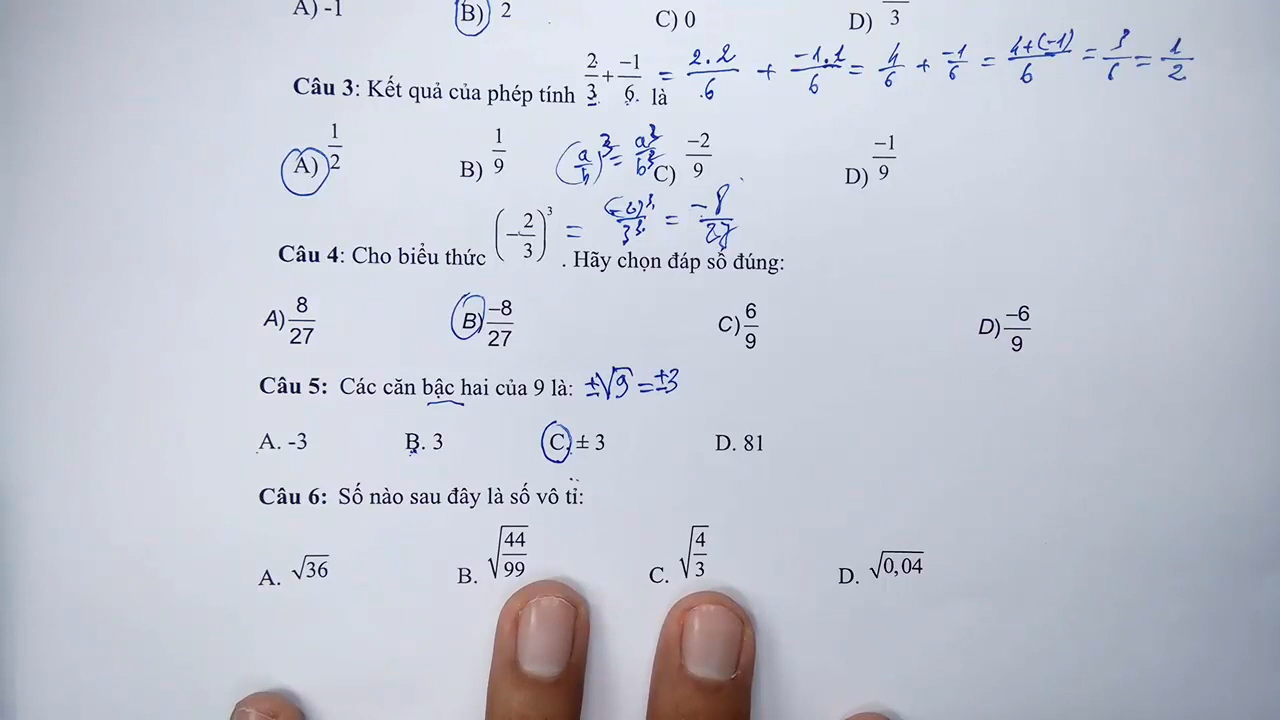 A) -1 B) 2 C) 0 D) 3
Câu 3: Kết quả của phép tính 2/3 + -1/6 là = 2.2/6 + -1.1/6 = 4/6 + -1/6 = 4+(-1)/6 = 3/6 = 1/2
A) 1/2 B) 1/9 C) -2/9 D) -1/9
(a/b)³ = a³/b³
Câu 4: Cho biểu thức (-2/3)³ . Hãy chọn đáp số đúng: = (-2)³/3³ = -8/27
A) 8/27 B) -8/27 C) 6/9 D) -6/9
Câu 5: Các căn bậc hai của 9 là: ±√9 = ±3
A. -3 B. 3 C. ± 3 D. 81
Câu 6: Số nào sau đây là số vô tỉ:
A. √36 B. √44/99 C. √4/3 D. √0,04